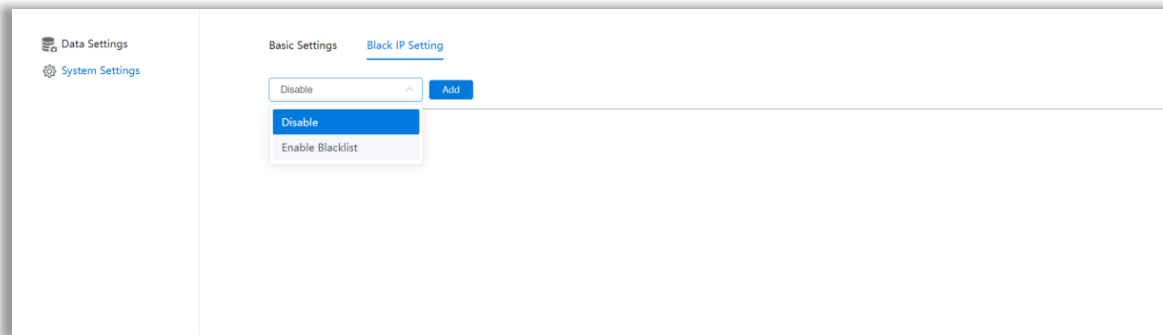 Data Settings
System Settings
Basic Settings Black IP Setting
Disable Add
Disable
Enable Blacklist